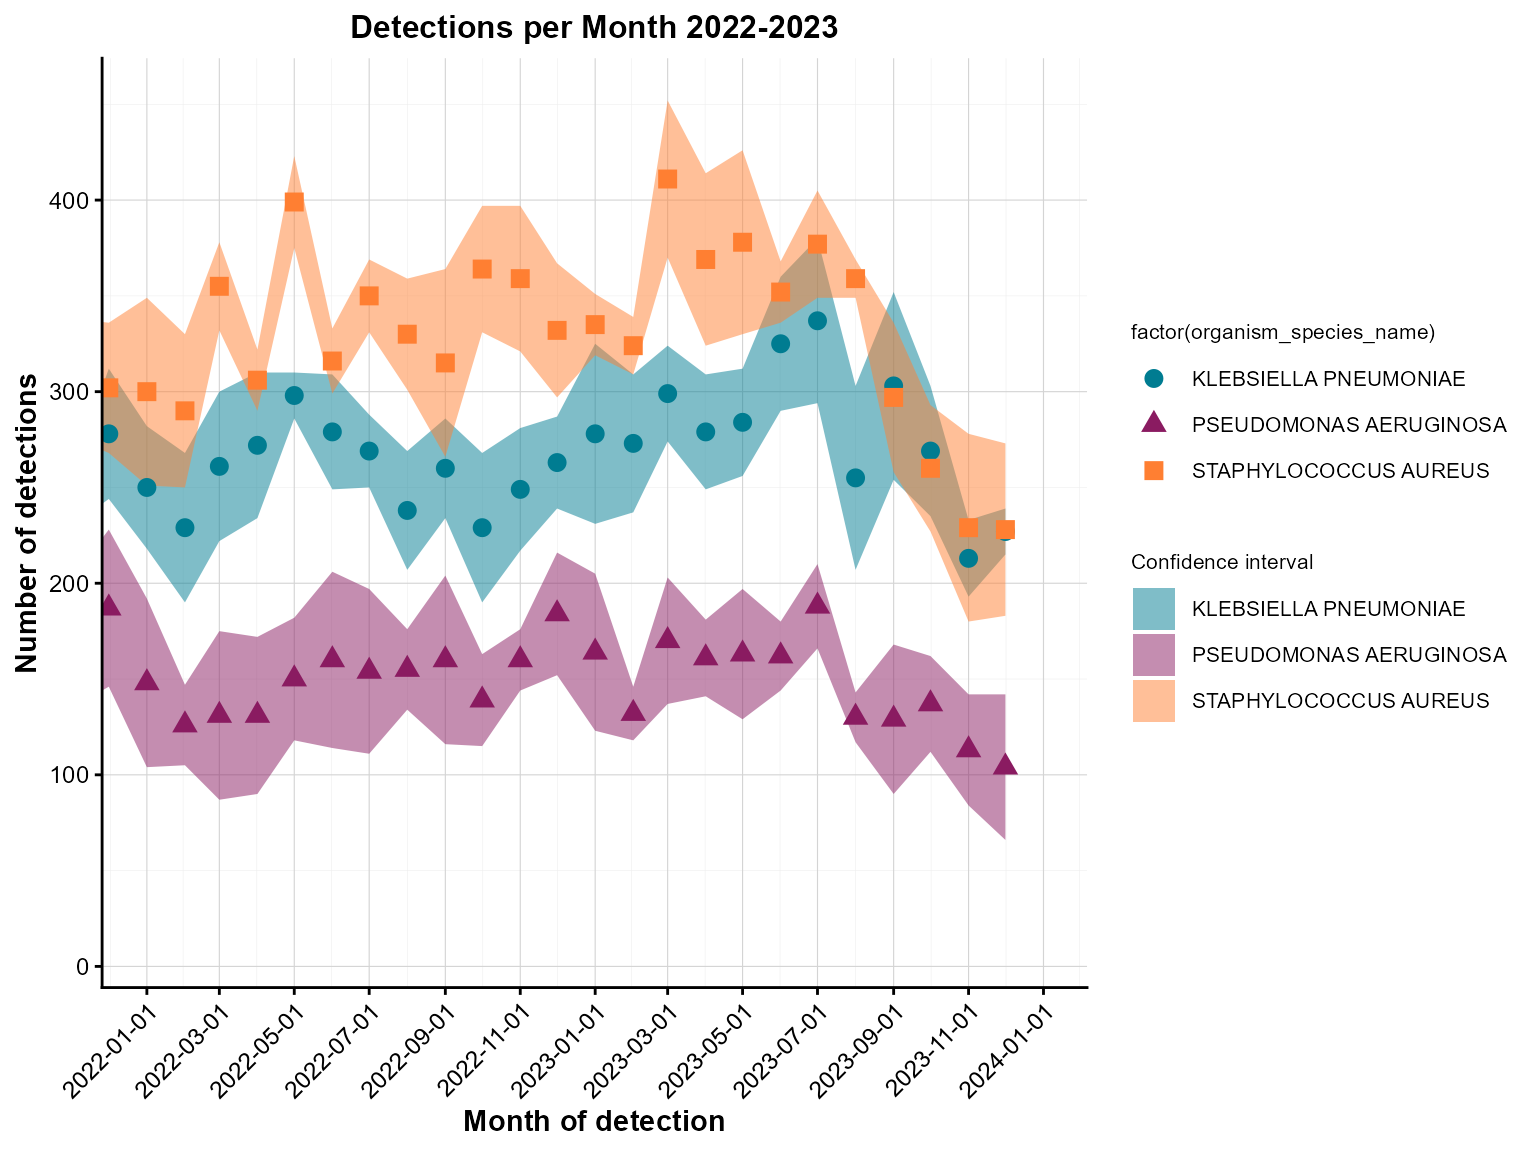 Detections per Month 2022-2023
Number of detections
400
300
200
100
0
2022-01-01
2022-03-01
2022-05-01
2022-07-01
2022-09-01
2022-11-01
2023-01-01
2023-03-01
2023-05-01
2023-07-01
2023-09-01
2023-11-01
2024-01-01
Month of detection
factor(organism_species_name)
KLEBSIELLA PNEUMONIAE
PSEUDOMONAS AERUGINOSA
STAPHYLOCOCCUS AUREUS
Confidence interval
KLEBSIELLA PNEUMONIAE
PSEUDOMONAS AERUGINOSA
STAPHYLOCOCCUS AUREUS